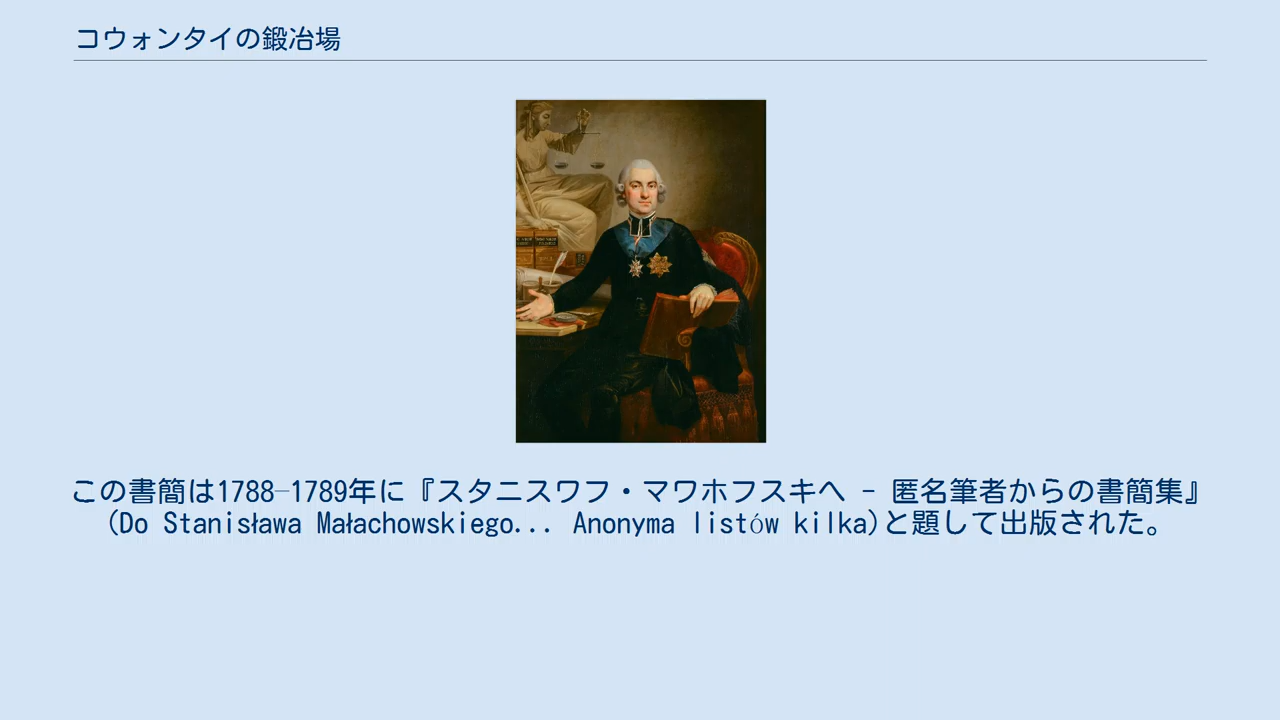 コウォンタイの鍛冶場
この書簡は1788–1789年に『スタニスワフ・マワホフスキへ - 匿名筆者からの書簡集』
(Do Stanisława Małachowskiego... Anonyma listów kilka)と題して出版された。